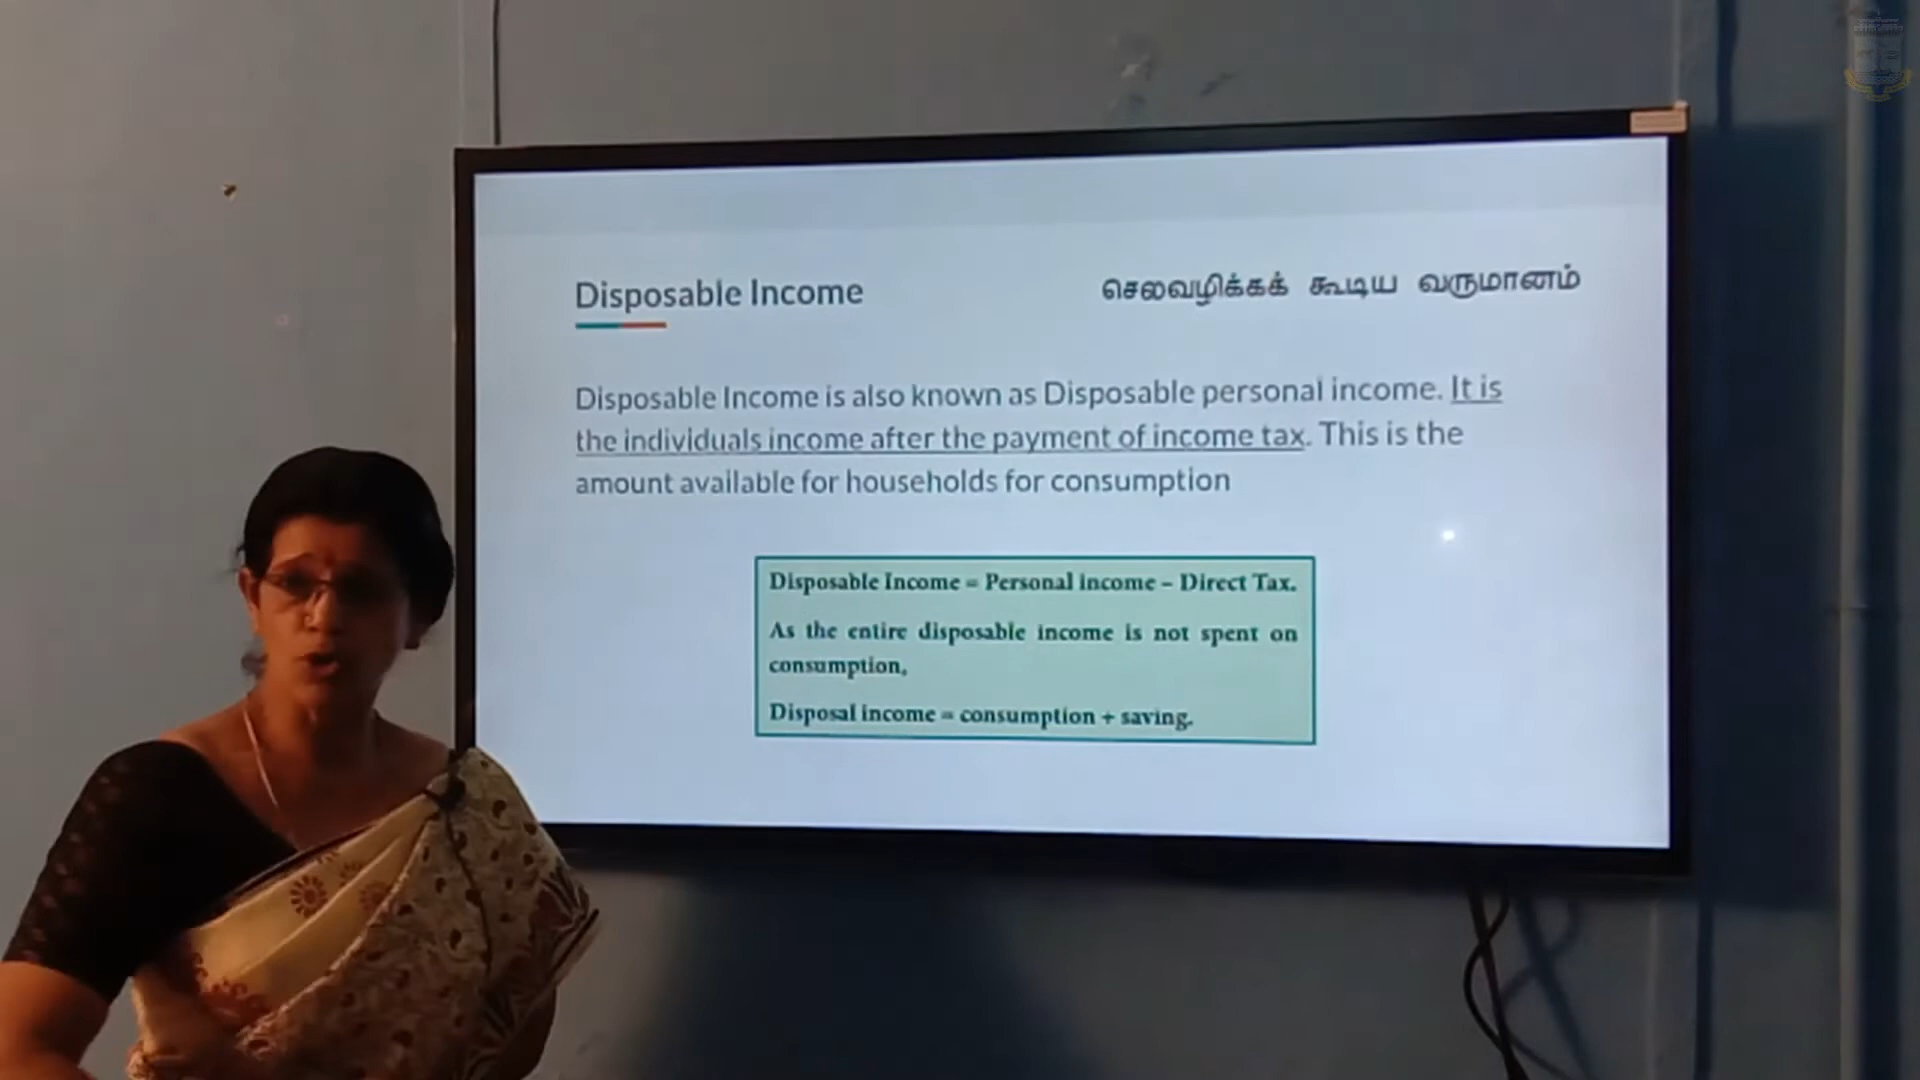 Disposable Income
செலவழிக்கக் கூடிய வருமானம்
Disposable Income is also known as Disposable personal income. It is
the individuals income after the payment of income tax. This is the
amount available for households for consumption
Disposable Income = Personal income – Direct Tax.
As the entire disposable income is not spent on
consumption,
Disposal income = consumption + saving.